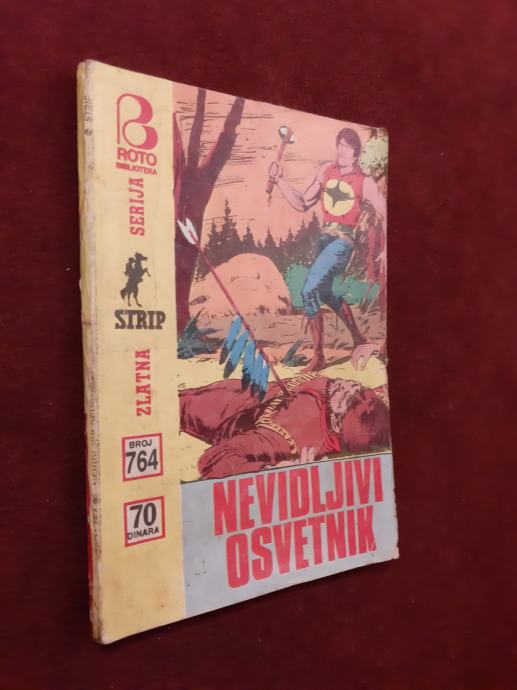 ROTO
BIBLIOTEKA
ZLATNA SERIJA
STRIP
BROJ
764
70
DINARA
NEVIDLJIVI
OSVETNIK